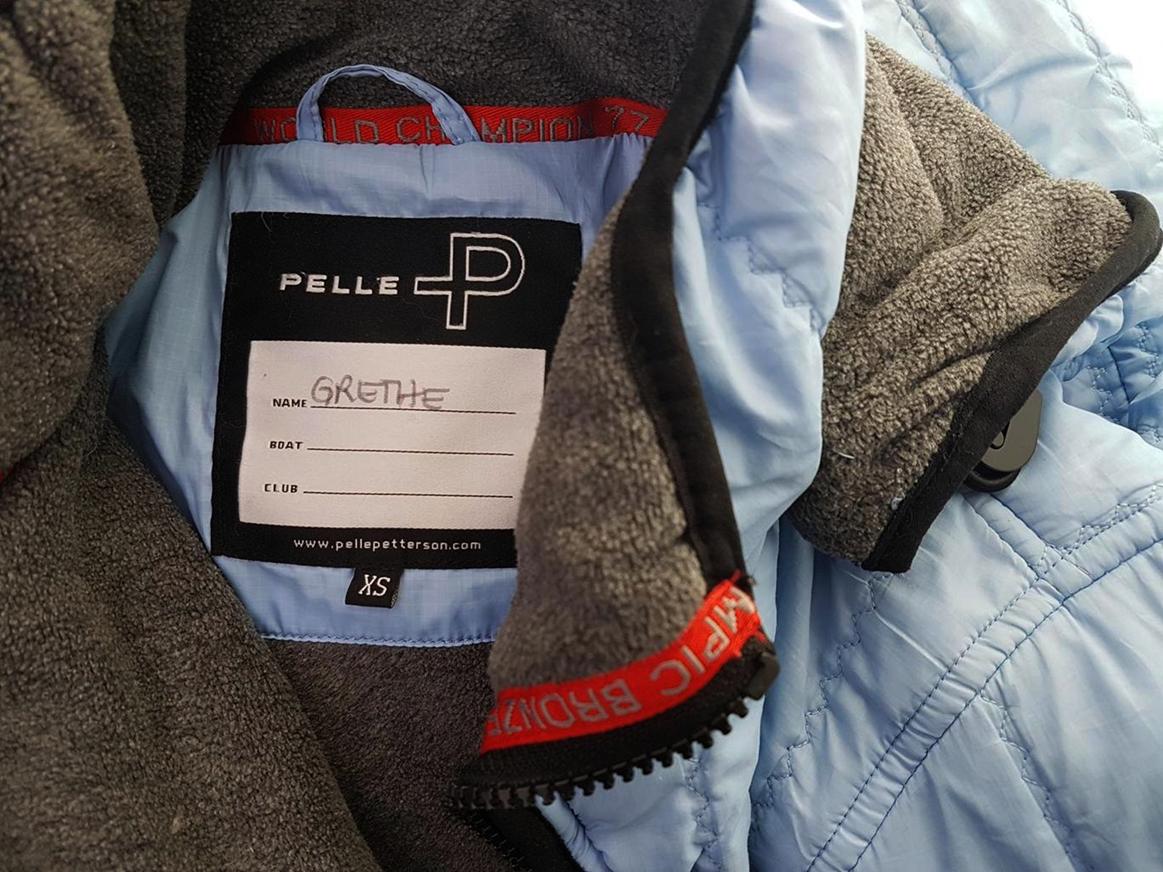 WORLD CHAMPION 77
PELLE P
NAME GRETHE
BOAT
CLUB
www.pellepetterson.com
XS
MPIC BRONZE